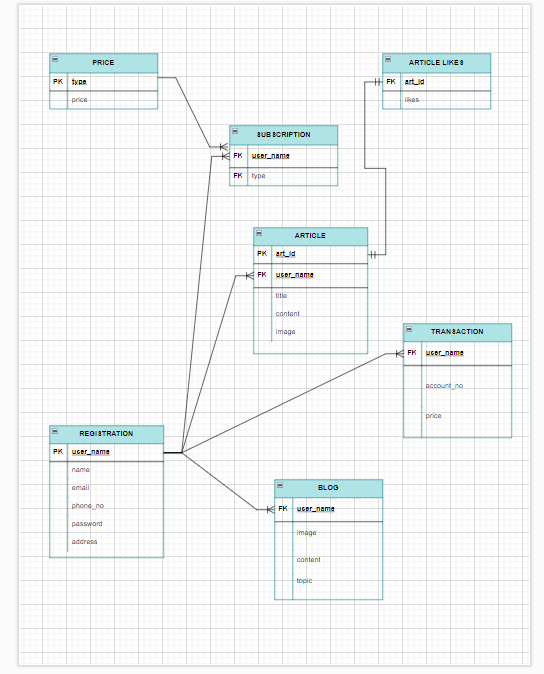 PRICE
PK type
price
ARTICLE LIKES
FK art_id
likes
SUBSCRIPTION
FK user_name
FK type
ARTICLE
PK art_id
FK user_name
title
content
image
TRANSACTION
FK user_name
account_no
price
REGISTRATION
PK user_name
name
email
phone_no
password
address
BLOG
FK user_name
image
content
topic